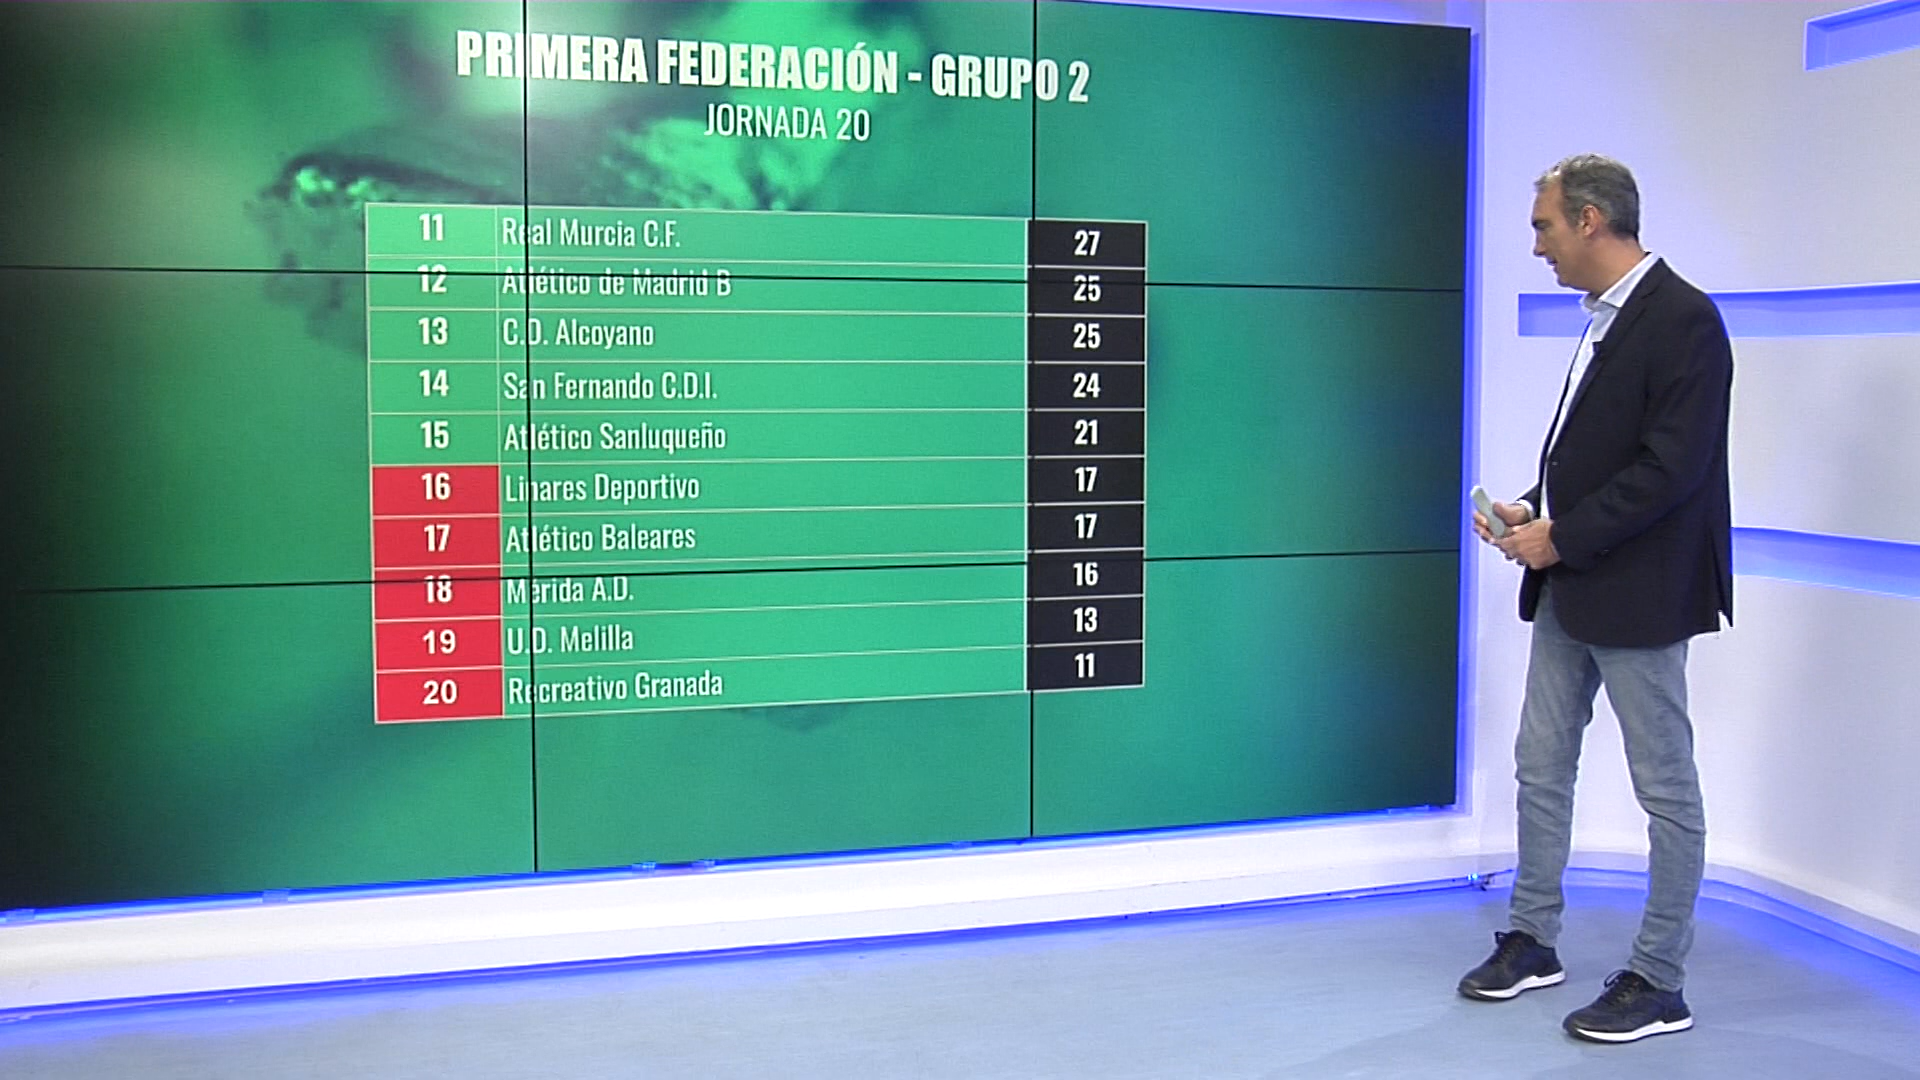 PRIMERA FEDERACIÓN - GRUPO 2
JORNADA 20
11 Real Murcia C.F. 27
12 Atlético de Madrid B 25
13 C.D. Alcoyano 25
14 San Fernando C.D.I. 24
15 Atlético Sanluqueño 21
16 Linares Deportivo 17
17 Atlético Baleares 17
18 Mérida A.D. 16
19 U.D. Melilla 13
20 Recreativo Granada 11